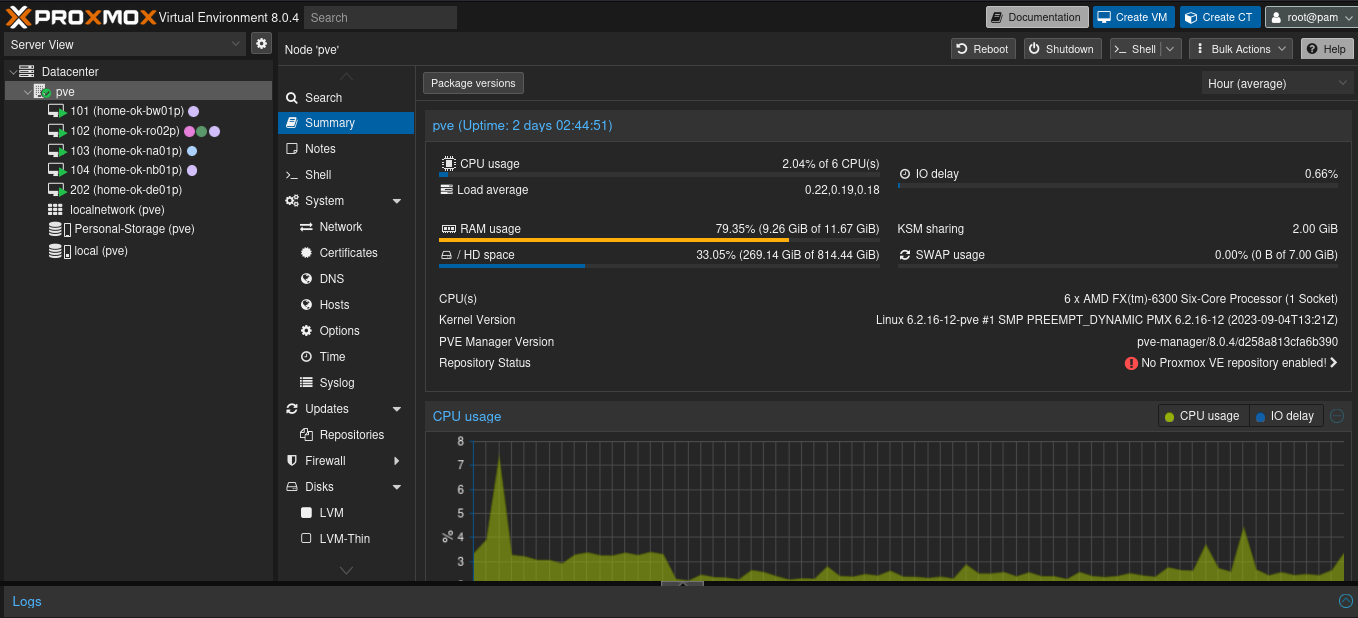 PROXMOX Virtual Environment 8.0.4 Search Documentation Create VM Create CT root@pam
Server View
Node 'pve' Reboot Shutdown Shell Bulk Actions Help
Datacenter
pve
101 (home-ok-bw01p)
102 (home-ok-ro02p)
103 (home-ok-na01p)
104 (home-ok-nb01p)
202 (home-ok-de01p)
localnetwork (pve)
Personal-Storage (pve)
local (pve)
Search
Summary
Notes
Shell
System
Network
Certificates
DNS
Hosts
Options
Time
Syslog
Updates
Repositories
Firewall
Disks
LVM
LVM-Thin
Package versions Hour (average)
pve (Uptime: 2 days 02:44:51)
CPU usage 2.04% of 6 CPU(s)
IO delay 0.66%
Load average 0.22,0.19,0.18
RAM usage 79.35% (9.26 GiB of 11.67 GiB)
KSM sharing 2.00 GiB
/ HD space 33.05% (269.14 GiB of 814.44 GiB)
SWAP usage 0.00% (0 B of 7.00 GiB)
CPU(s) 6 x AMD FX(tm)-6300 Six-Core Processor (1 Socket)
Kernel Version Linux 6.2.16-12-pve #1 SMP PREEMPT_DYNAMIC PMX 6.2.16-12 (2023-09-04T13:21Z)
PVE Manager Version pve-manager/8.0.4/d258a813cfa6b390
Repository Status No Proxmox VE repository enabled!
CPU usage CPU usage IO delay
8
7
6
5
% 4
3
Logs